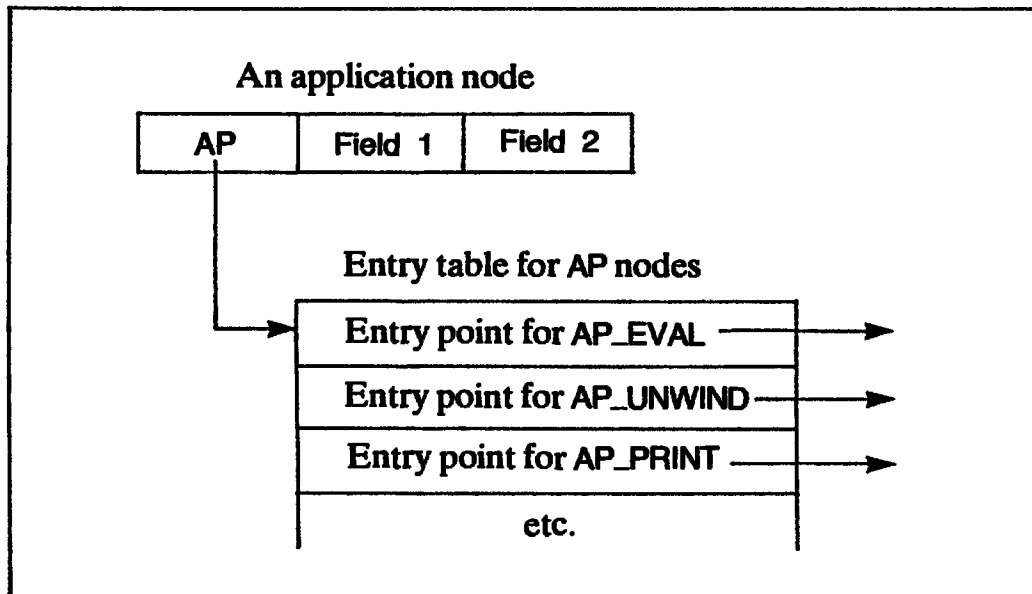 An application node
AP Field 1 Field 2
Entry table for AP nodes
Entry point for AP_EVAL
Entry point for AP_UNWIND
Entry point for AP_PRINT
etc.